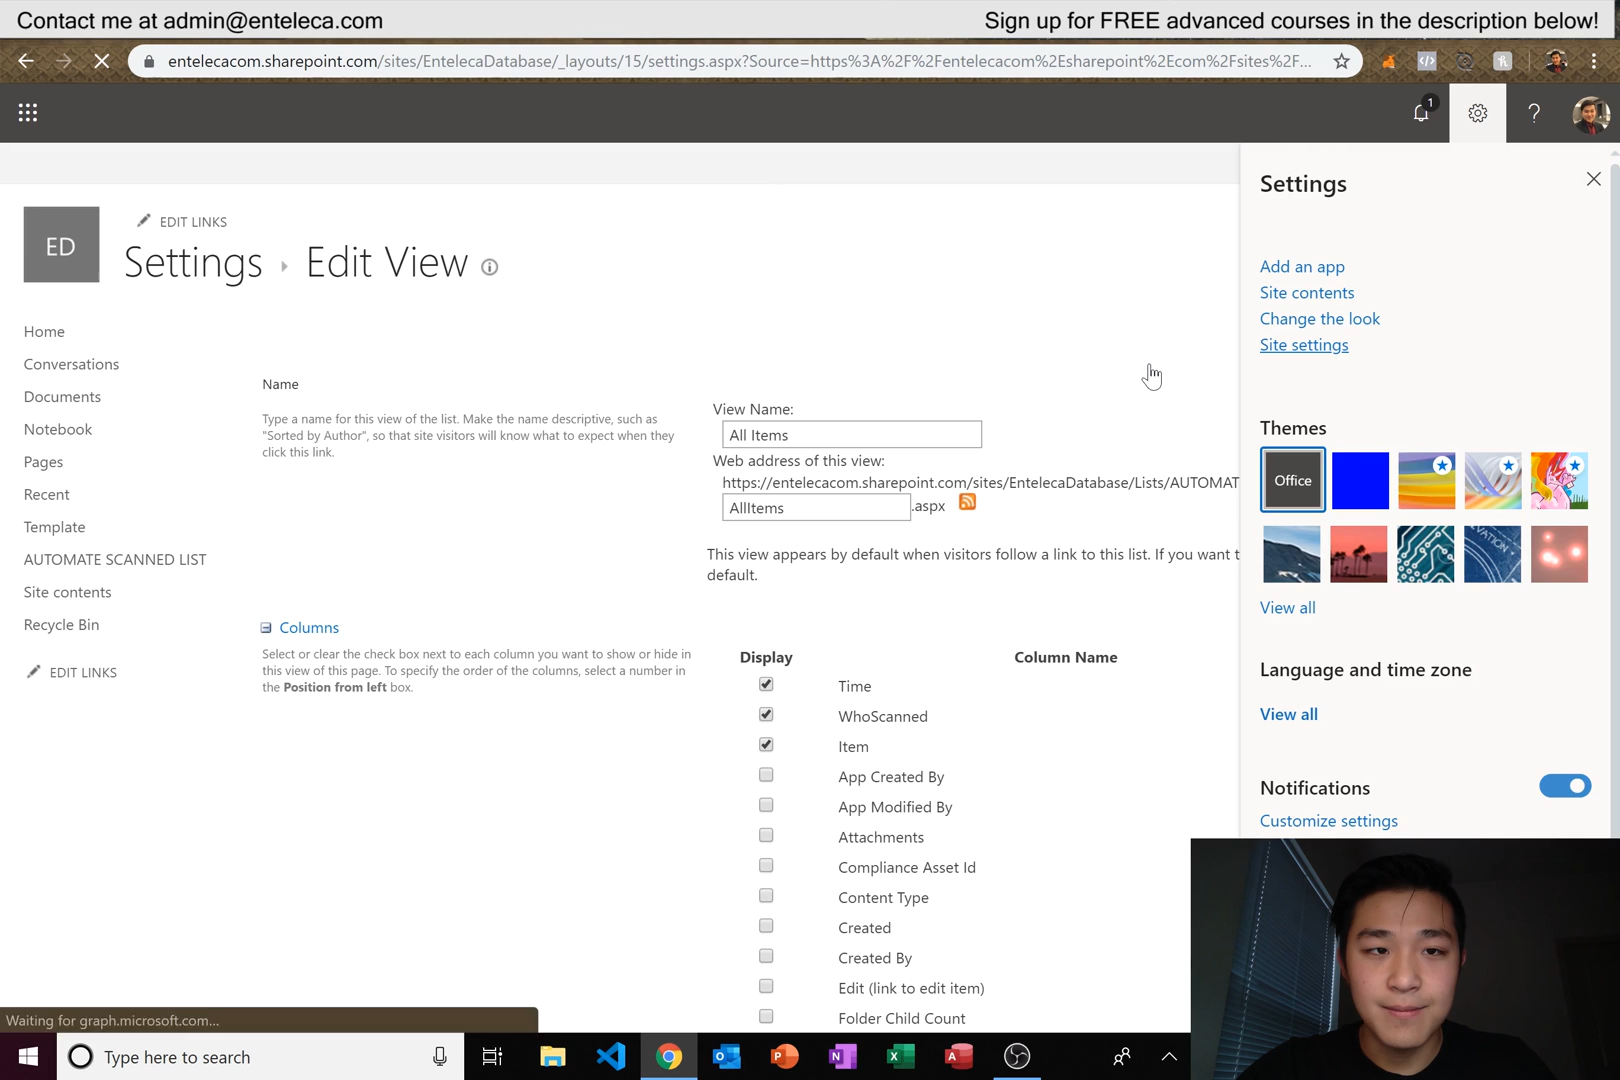 Contact me at admin@enteleca.com
Sign up for FREE advanced courses in the description below!
entelecacom.sharepoint.com/sites/EntelecaDatabase/_layouts/15/settings.aspx?Source=https%3A%2F%2Fentelecacom%2Esharepoint%2Ecom%2Fsites%2F...
1
?
ED
EDIT LINKS
Settings ▸ Edit View
Home
Conversations
Documents
Notebook
Pages
Recent
Template
AUTOMATE SCANNED LIST
Site contents
Recycle Bin
EDIT LINKS
Name
Type a name for this view of the list. Make the name descriptive, such as
"Sorted by Author", so that site visitors will know what to expect when they
click this link.
View Name:
All Items
Web address of this view:
https://entelecacom.sharepoint.com/sites/EntelecaDatabase/Lists/AUTOMAT
AllItems
.aspx
This view appears by default when visitors follow a link to this list. If you want t
default.
Columns
Select or clear the check box next to each column you want to show or hide in
this view of this page. To specify the order of the columns, select a number in
the Position from left box.
Display
Column Name
Time
WhoScanned
Item
App Created By
App Modified By
Attachments
Compliance Asset Id
Content Type
Created
Created By
Edit (link to edit item)
Folder Child Count
Settings
Add an app
Site contents
Change the look
Site settings
Themes
Office
View all
Language and time zone
View all
Notifications
Customize settings
Waiting for graph.microsoft.com...
Type here to search